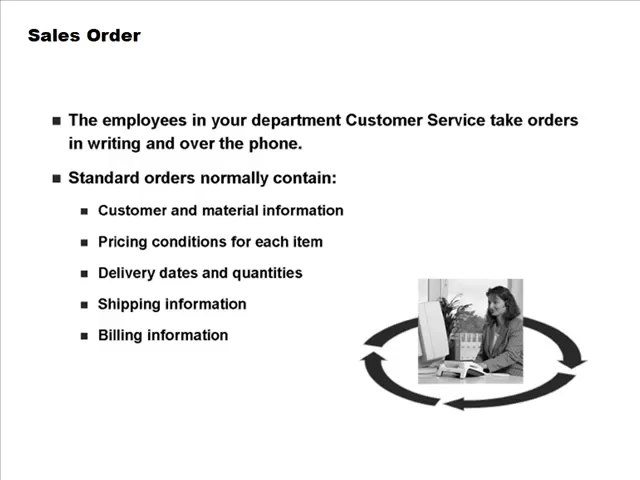 Sales Order
The employees in your department Customer Service take orders
in writing and over the phone.
Standard orders normally contain:
Customer and material information
Pricing conditions for each item
Delivery dates and quantities
Shipping information
Billing information